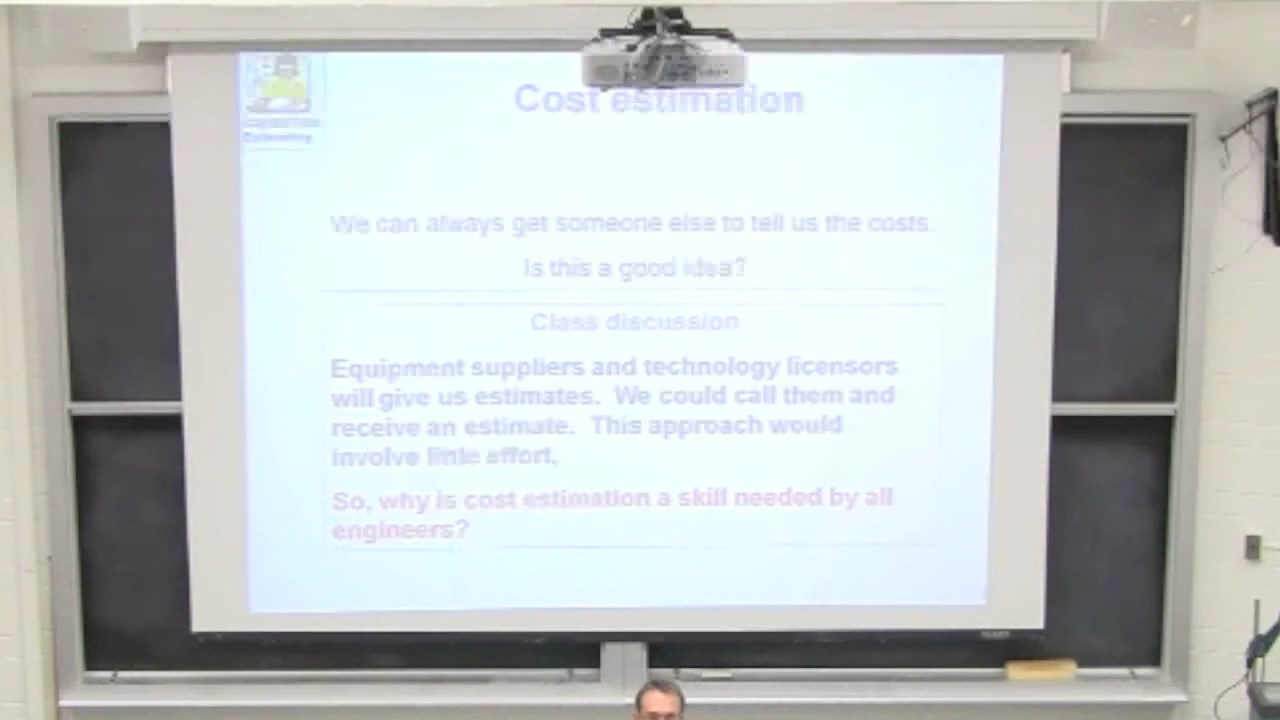 Cost estimation
We can always get someone else to tell us the costs.
Is this a good idea?
Class discussion
Equipment suppliers and technology licensors
will give us estimates. We could call them and
receive an estimate. This approach would
involve little effort.
So, why is cost estimation a skill needed by all
engineers?